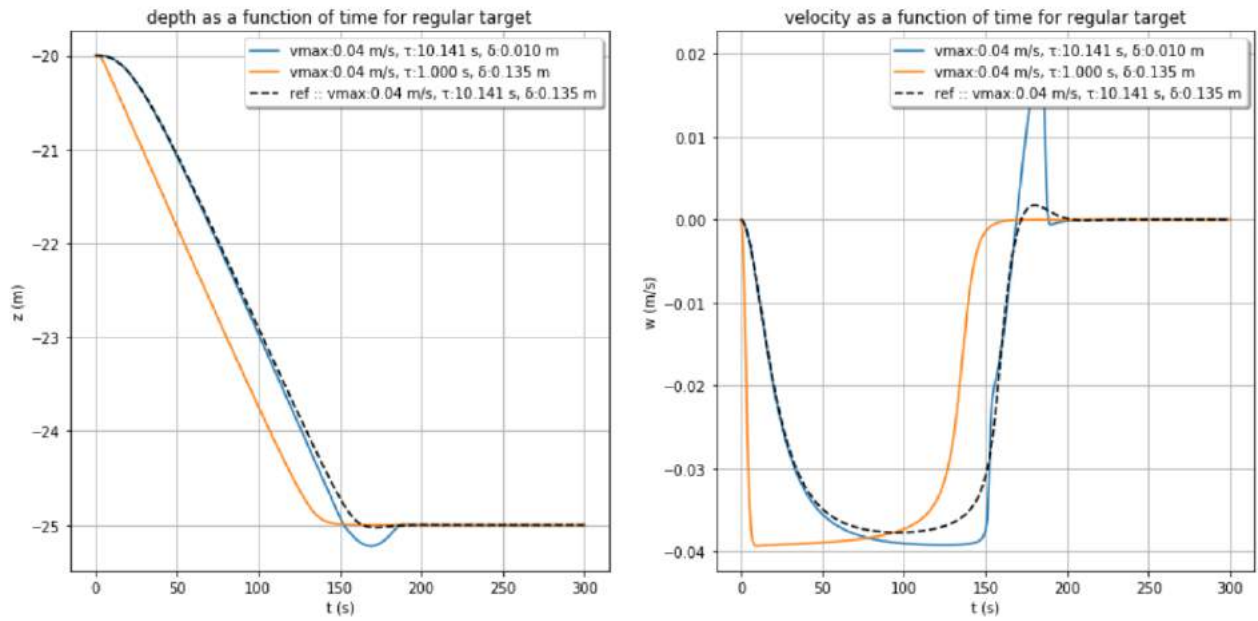 depth as a function of time for regular target
vmax:0.04 m/s, τ:10.141 s, δ:0.010 m
vmax:0.04 m/s, τ:1.000 s, δ:0.135 m
ref :: vmax:0.04 m/s, τ:10.141 s, δ:0.135 m
−20
−21
−22
−23
−24
−25
z (m)
0 50 100 150 200 250 300
t (s)
velocity as a function of time for regular target
vmax:0.04 m/s, τ:10.141 s, δ:0.010 m
vmax:0.04 m/s, τ:1.000 s, δ:0.135 m
ref :: vmax:0.04 m/s, τ:10.141 s, δ:0.135 m
0.02
0.01
0.00
−0.01
−0.02
−0.03
−0.04
w (m/s)
0 50 100 150 200 250 300
t (s)